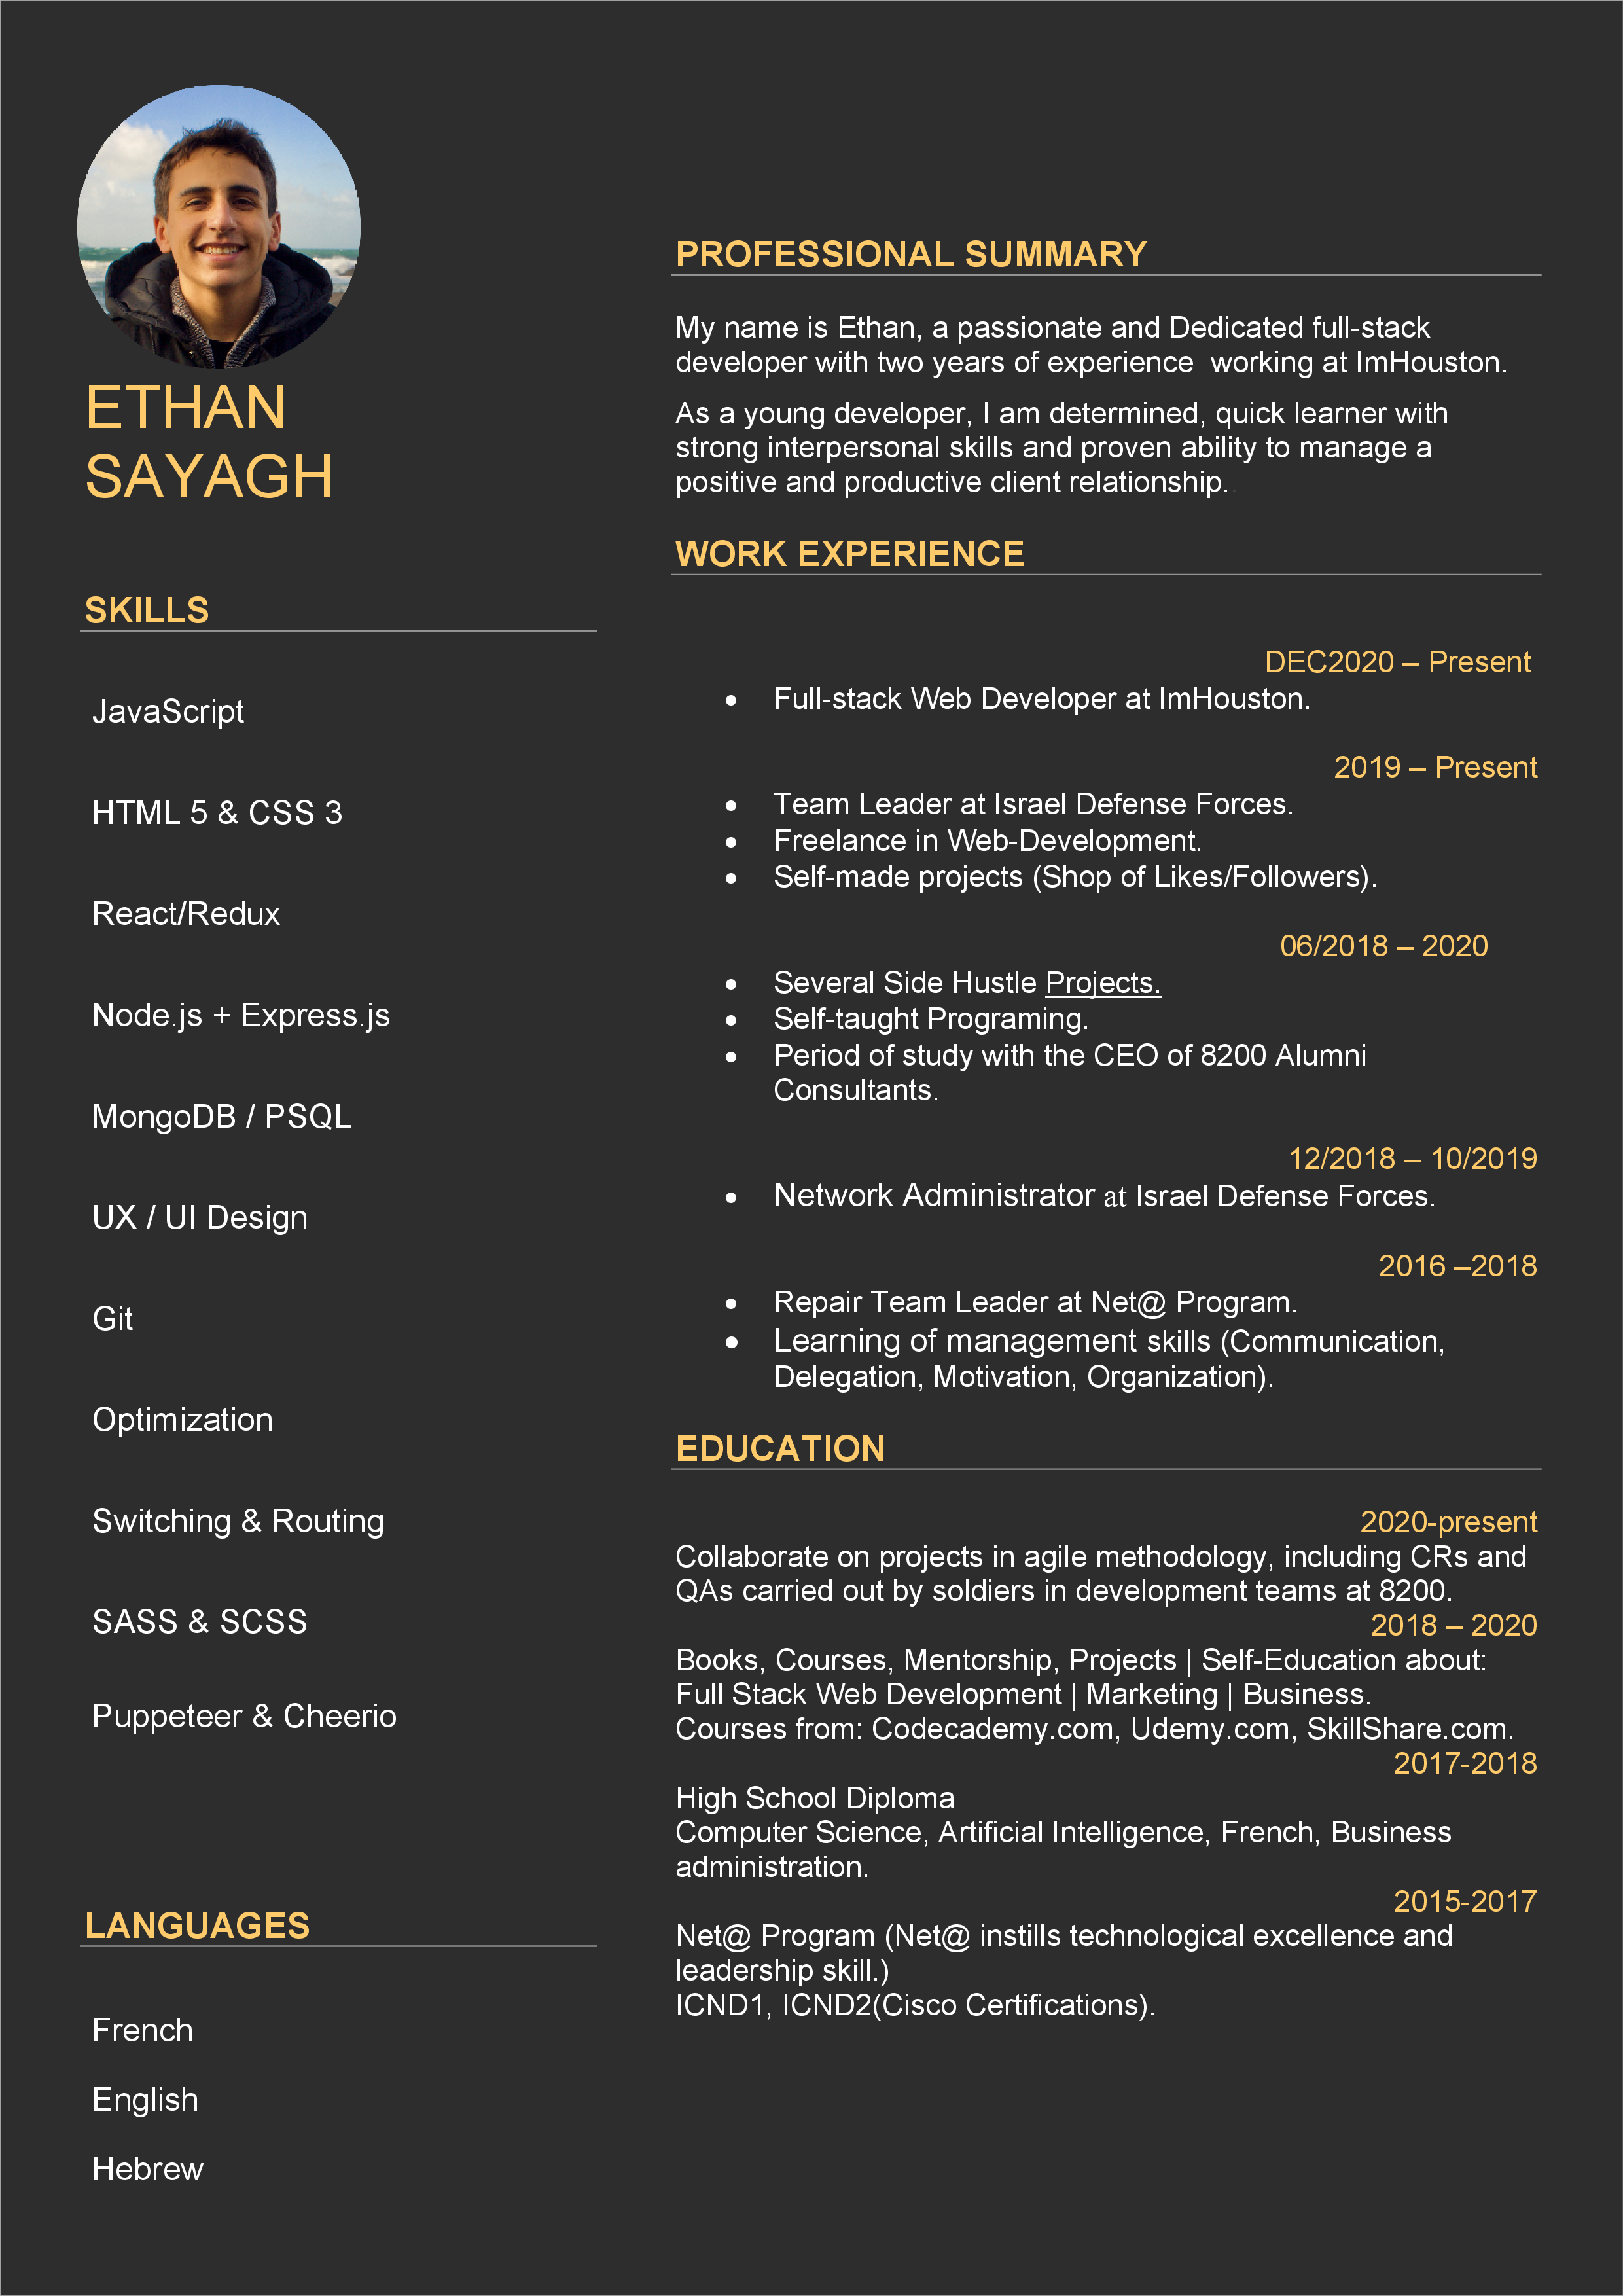 ETHAN
SAYAGH
SKILLS
JavaScript
HTML 5 & CSS 3
React/Redux
Node.js + Express.js
MongoDB / PSQL
UX / UI Design
Git
Optimization
Switching & Routing
SASS & SCSS
Puppeteer & Cheerio
LANGUAGES
French
English
Hebrew
PROFESSIONAL SUMMARY
My name is Ethan, a passionate and Dedicated full-stack
developer with two years of experience  working at ImHouston.
As a young developer, I am determined, quick learner with
strong interpersonal skills and proven ability to manage a
positive and productive client relationship.
WORK EXPERIENCE
DEC2020 – Present
• Full-stack Web Developer at ImHouston.
2019 – Present
• Team Leader at Israel Defense Forces.
• Freelance in Web-Development.
• Self-made projects (Shop of Likes/Followers).
06/2018 – 2020
• Several Side Hustle Projects.
• Self-taught Programing.
• Period of study with the CEO of 8200 Alumni
Consultants.
12/2018 – 10/2019
• Network Administrator at Israel Defense Forces.
2016 –2018
• Repair Team Leader at Net@ Program.
• Learning of management skills (Communication,
Delegation, Motivation, Organization).
EDUCATION
2020-present
Collaborate on projects in agile methodology, including CRs and
QAs carried out by soldiers in development teams at 8200.
2018 – 2020
Books, Courses, Mentorship, Projects | Self-Education about:
Full Stack Web Development | Marketing | Business.
Courses from: Codecademy.com, Udemy.com, SkillShare.com.
2017-2018
High School Diploma
Computer Science, Artificial Intelligence, French, Business
administration.
2015-2017
Net@ Program (Net@ instills technological excellence and
leadership skill.)
ICND1, ICND2(Cisco Certifications).